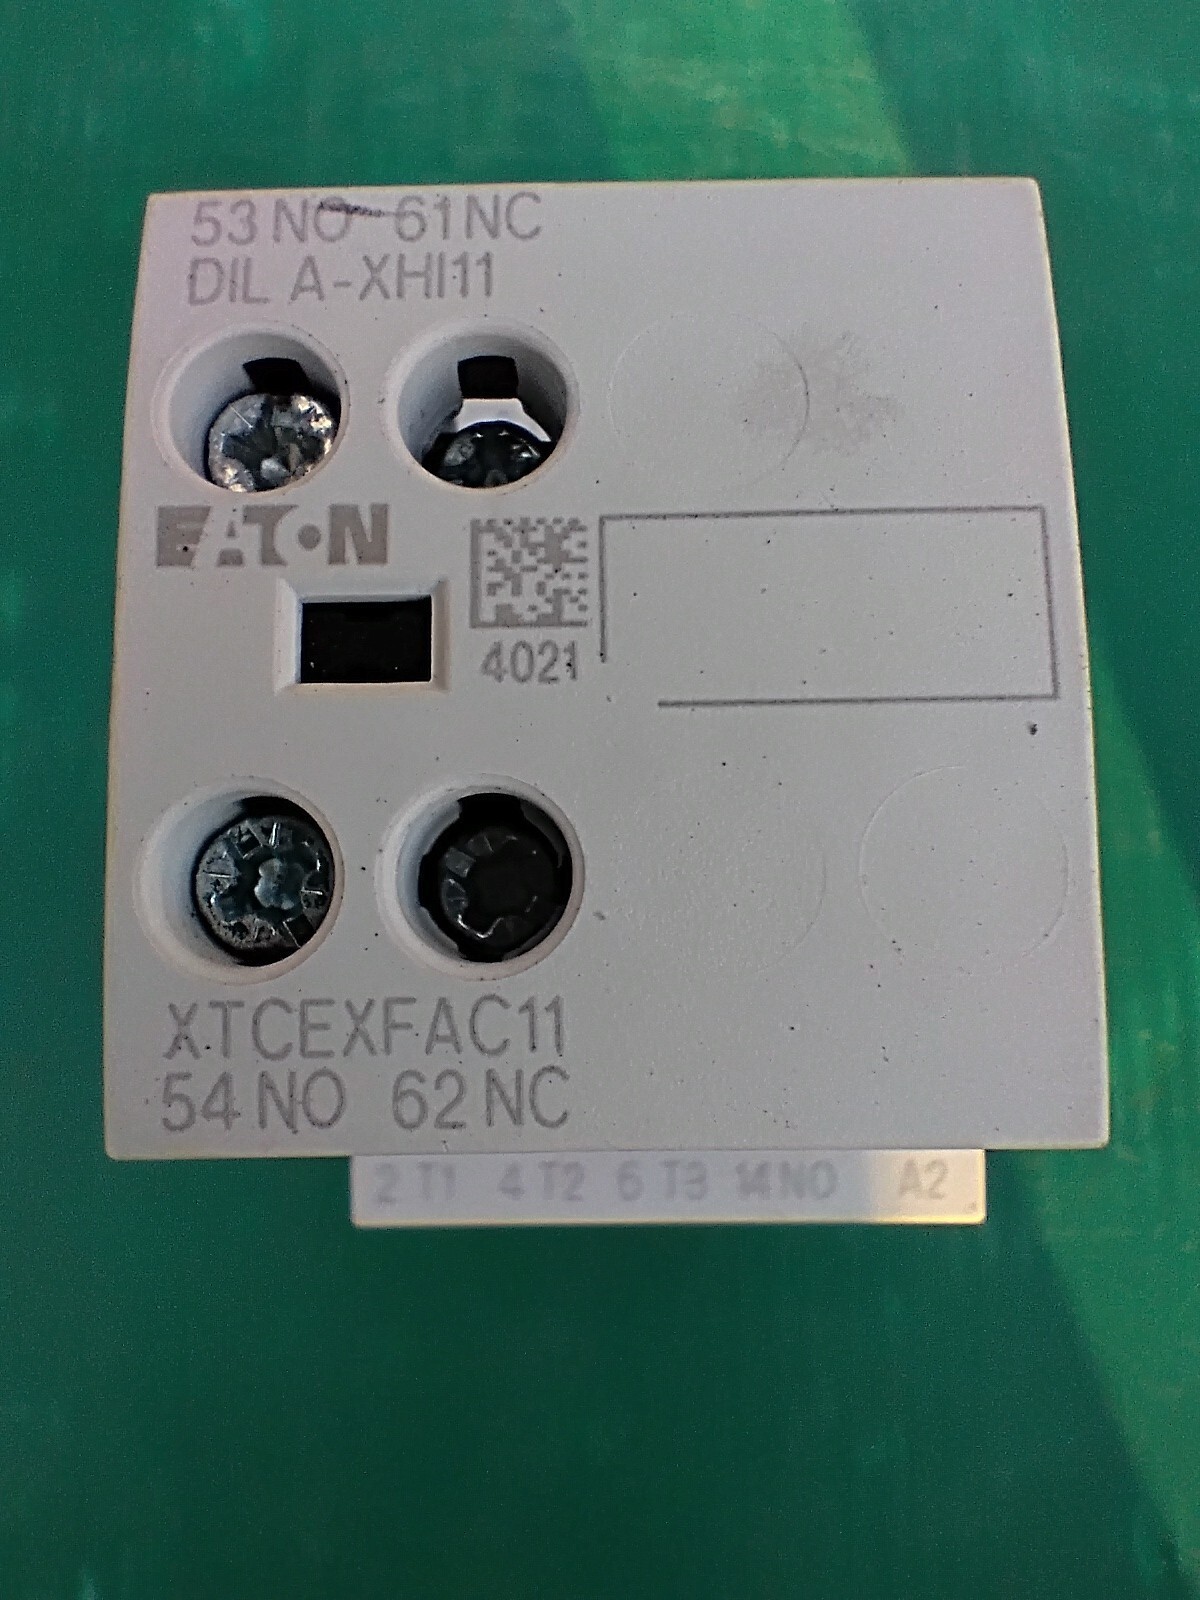 53 NO 61 NC
DIL A-XHI11
EATON
4021
XTCEXFAC11
54 NO 62 NC
2 T1 4 T2 6 T3 14 NO A2